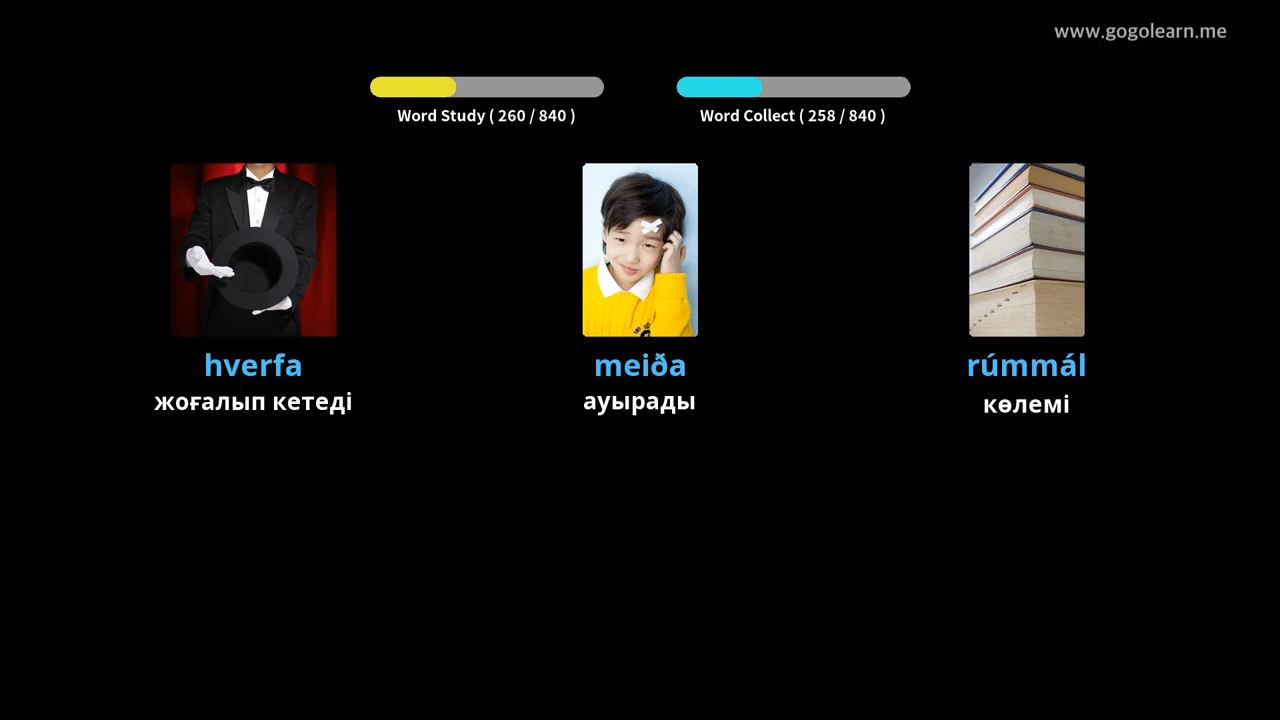 www.gogolearn.me
Word Study ( 260 / 840 )
Word Collect ( 258 / 840 )
hverfa
жоғалып кетеді
meiða
ауырады
rúmmál
көлемі